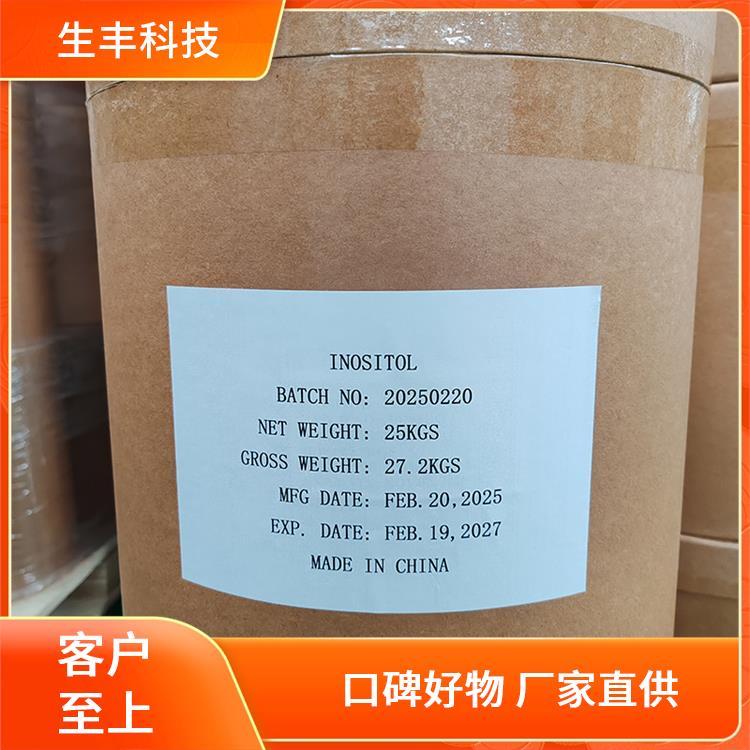 生丰科技
INOSITOL
BATCH NO: 20250220
NET WEIGHT: 25KGS
GROSS WEIGHT: 27.2KGS
MFG DATE: FEB.20,2025
EXP. DATE: FEB.19,2027
MADE IN CHINA
客户
至上
口碑好物 厂家直供